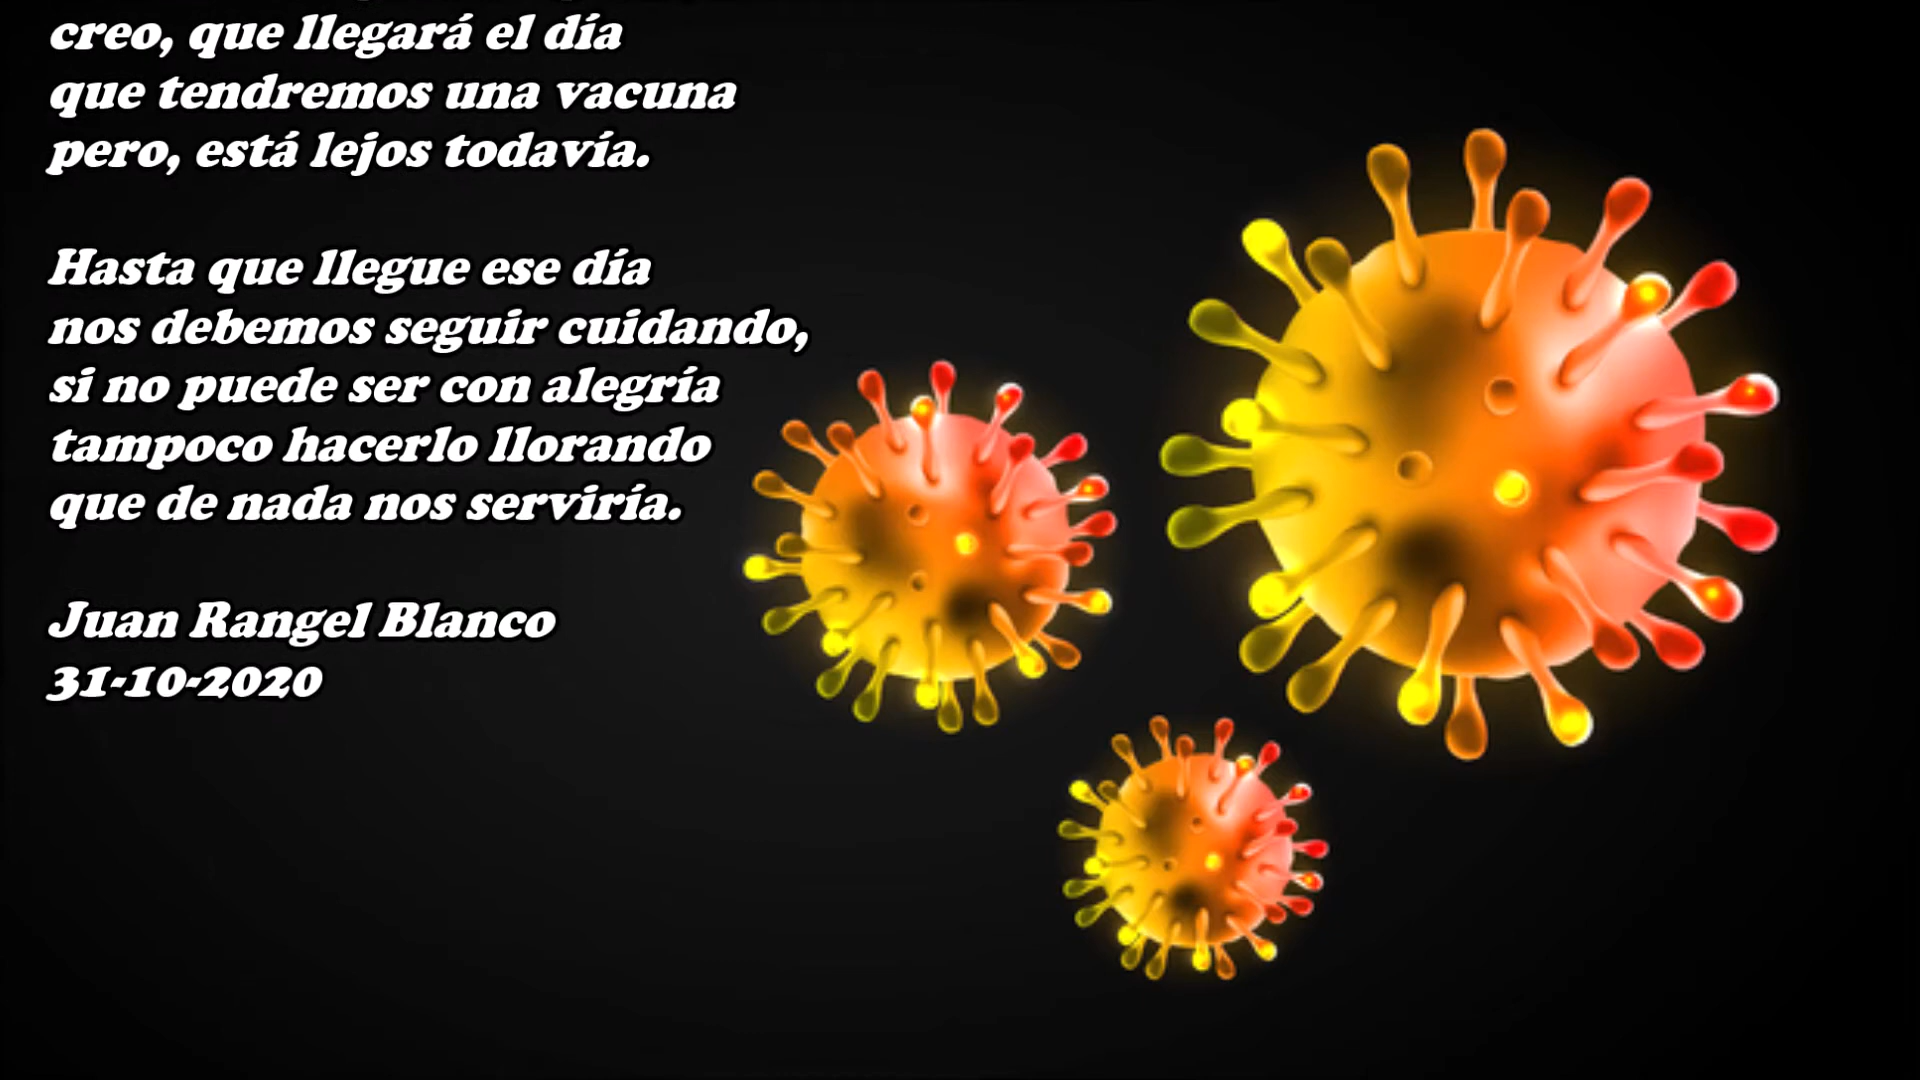 creo, que llegará el día
que tendremos una vacuna
pero, está lejos todavía.
Hasta que llegue ese día
nos debemos seguir cuidando,
si no puede ser con alegría
tampoco hacerlo llorando
que de nada nos serviría.
Juan Rangel Blanco
31-10-2020